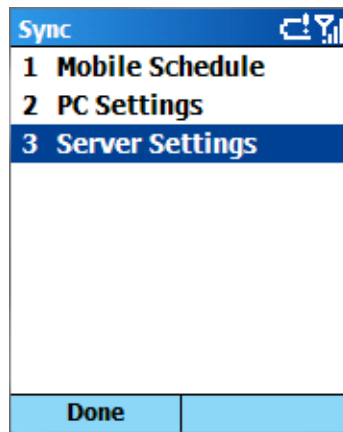 Sync
1 Mobile Schedule
2 PC Settings
3 Server Settings
Done